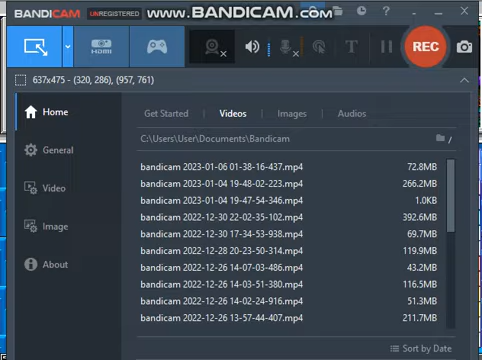 BANDICAM UNREGISTERED www.BANDICAM.com
HDMI
REC
637x475 - (320, 286), (957, 761)
Home
General
Video
Image
About
Get Started Videos Images Audios
C:\Users\User\Documents\Bandicam
bandicam 2023-01-06 01-38-16-437.mp4 72.8MB
bandicam 2023-01-04 19-48-02-223.mp4 266.2MB
bandicam 2023-01-04 19-47-54-346.mp4 1.0KB
bandicam 2022-12-30 22-02-35-102.mp4 392.6MB
bandicam 2022-12-30 17-34-53-938.mp4 69.7MB
bandicam 2022-12-28 20-23-50-314.mp4 119.9MB
bandicam 2022-12-26 14-07-03-486.mp4 43.2MB
bandicam 2022-12-26 14-03-51-380.mp4 116.5MB
bandicam 2022-12-26 14-02-24-916.mp4 51.3MB
bandicam 2022-12-26 13-57-44-407.mp4 211.7MB
Sort by Date